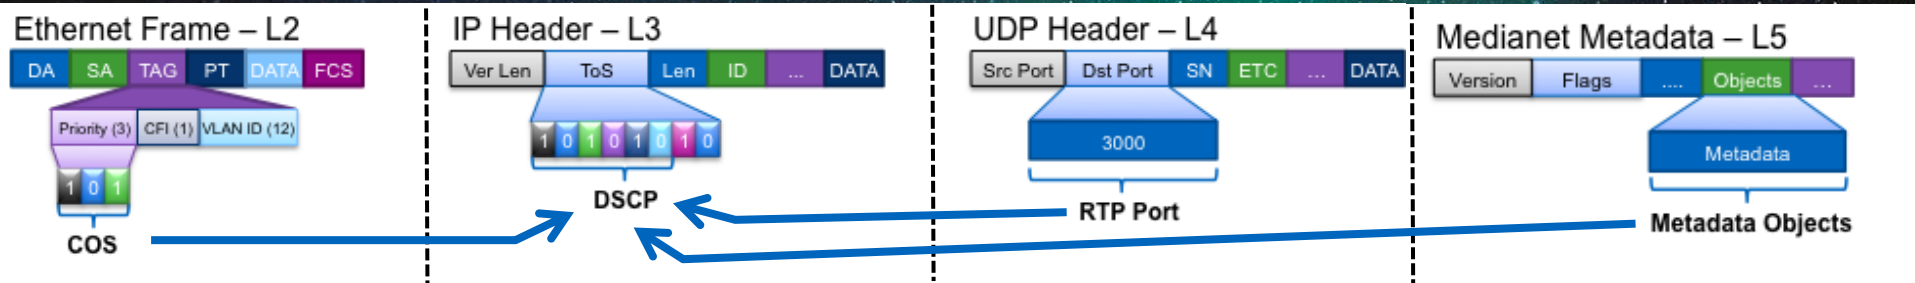 Ethernet Frame – L2
DA SA TAG PT DATA FCS
Priority (3) CFI (1) VLAN ID (12)
1 0 1
COS
IP Header – L3
Ver Len ToS Len ID ... DATA
1 0 1 0 1 0 1 0
DSCP
UDP Header – L4
Src Port Dst Port SN ETC ... DATA
3000
RTP Port
Medianet Metadata – L5
Version Flags .... Objects ...
Metadata
Metadata Objects